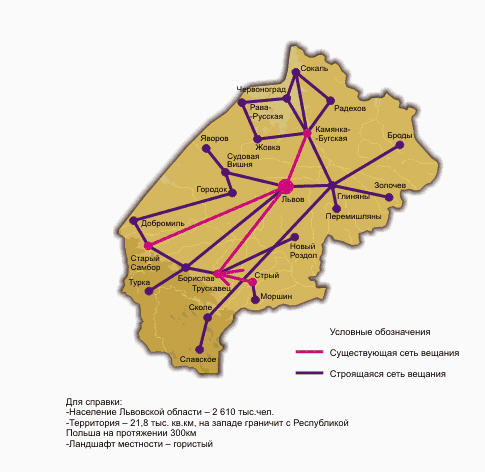 Сокаль
Червоноград
Рава-
-Русская
Радехов
Камянка-
-Бугская
Жовка
Броды
Яворов
Судовая
Вишня
Городок
Львов
Глиняны
Золочев
Перемишляны
Добромиль
Старый
Самбор
Новый
Роздол
Борислав
Трускавец
Стрый
Турка
Моршин
Сколе
Славское
Условные обозначения
Существующая сеть вещания
Строящаяся сеть вещания
Для справки:
-Население Львовской области – 2 610 тыс.чел.
-Территория – 21,8 тыс. кв.км, на западе граничит с Республикой
Польша на протяжении 300км
-Ландшафт местности – гористый